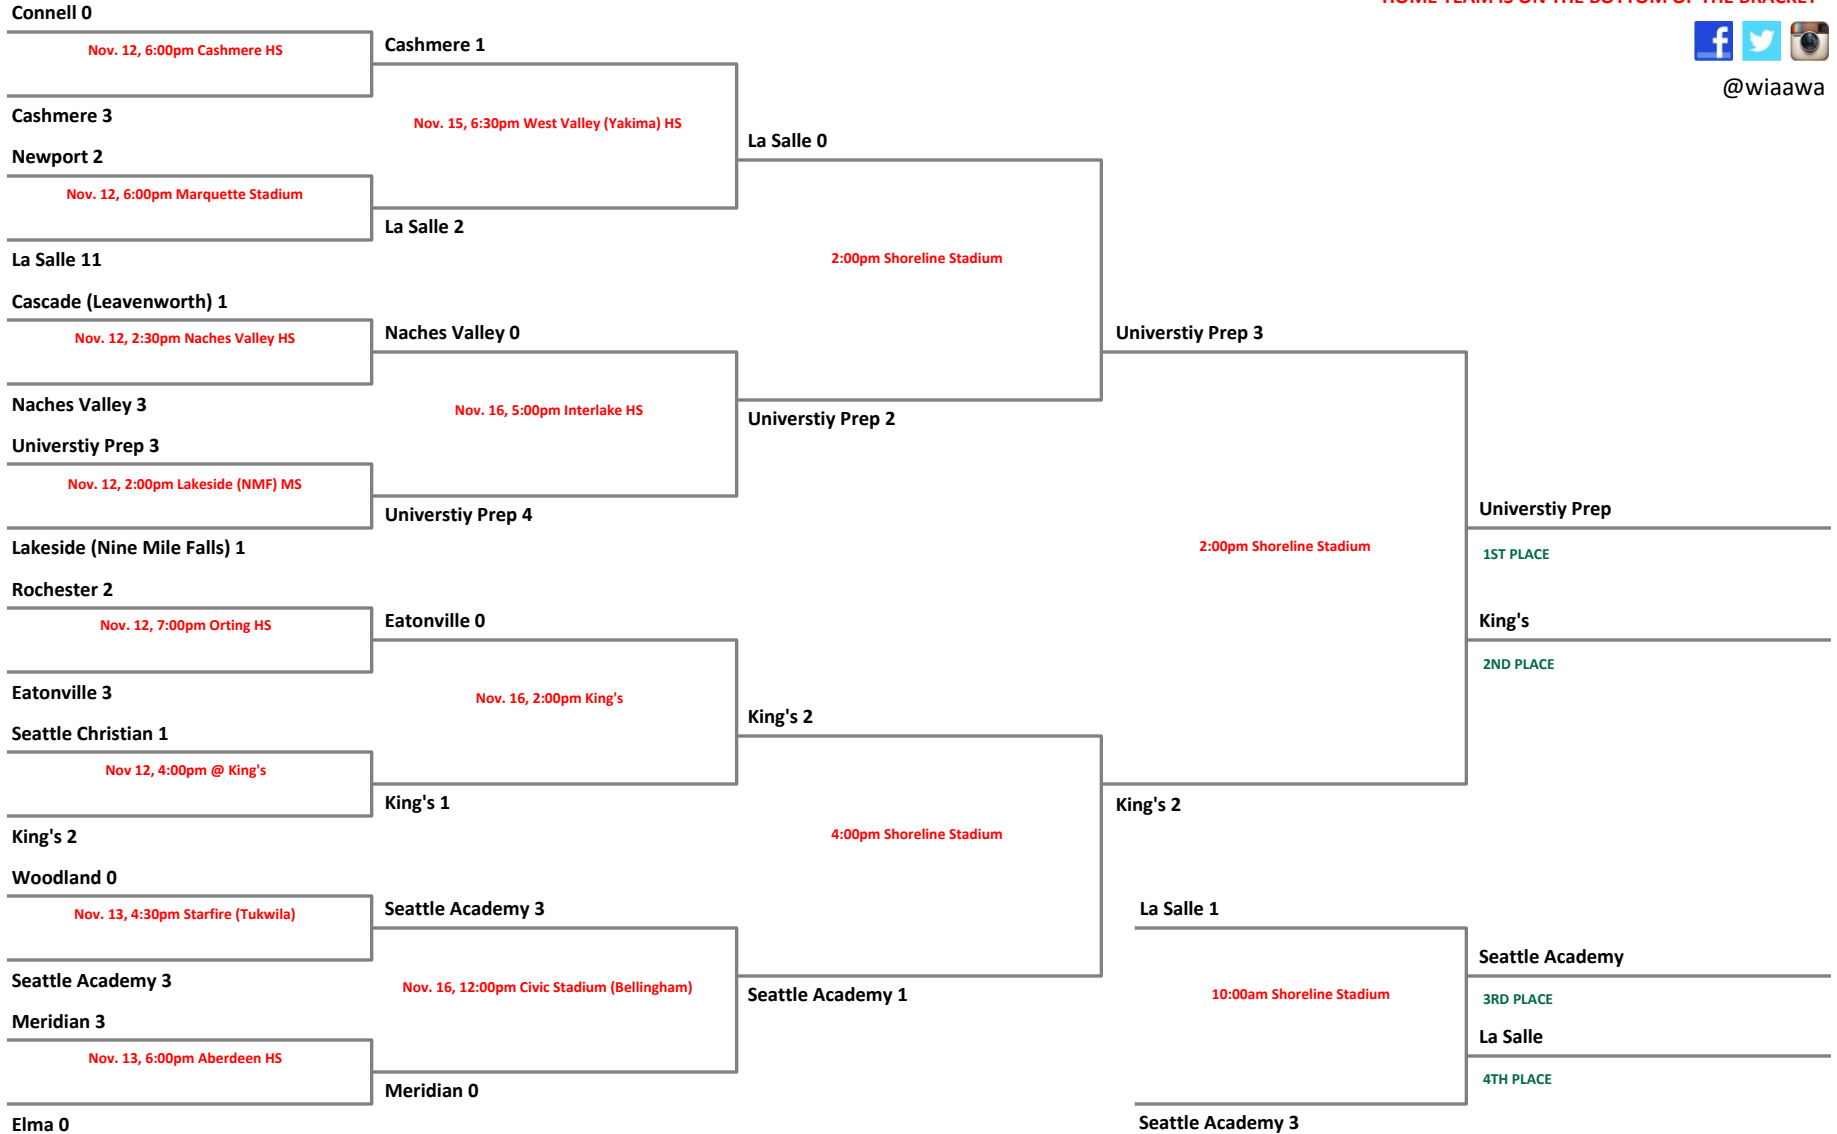 HOME TEAM IS ON THE BOTTOM OF THE BRACKET
@wiaawa
Connell 0
Nov. 12, 6:00pm Cashmere HS
Cashmere 3
Newport 2
Nov. 12, 6:00pm Marquette Stadium
La Salle 11
Cascade (Leavenworth) 1
Nov. 12, 2:30pm Naches Valley HS
Naches Valley 3
Universtiy Prep 3
Nov. 12, 2:00pm Lakeside (NMF) MS
Lakeside (Nine Mile Falls) 1
Rochester 2
Nov. 12, 7:00pm Orting HS
Eatonville 3
Seattle Christian 1
Nov 12, 4:00pm @ King's
King's 2
Woodland 0
Nov. 13, 4:30pm Starfire (Tukwila)
Seattle Academy 3
Meridian 3
Nov. 13, 6:00pm Aberdeen HS
Elma 0
Cashmere 1
Nov. 15, 6:30pm West Valley (Yakima) HS
La Salle 2
Naches Valley 0
Nov. 16, 5:00pm Interlake HS
Universtiy Prep 4
Eatonville 0
Nov. 16, 2:00pm King's
King's 1
Seattle Academy 3
Nov. 16, 12:00pm Civic Stadium (Bellingham)
Meridian 0
La Salle 0
2:00pm Shoreline Stadium
Universtiy Prep 2
King's 2
4:00pm Shoreline Stadium
Seattle Academy 1
Universtiy Prep 3
2:00pm Shoreline Stadium
King's 2
La Salle 1
10:00am Shoreline Stadium
Seattle Academy 3
Universtiy Prep
1ST PLACE
King's
2ND PLACE
Seattle Academy
3RD PLACE
La Salle
4TH PLACE